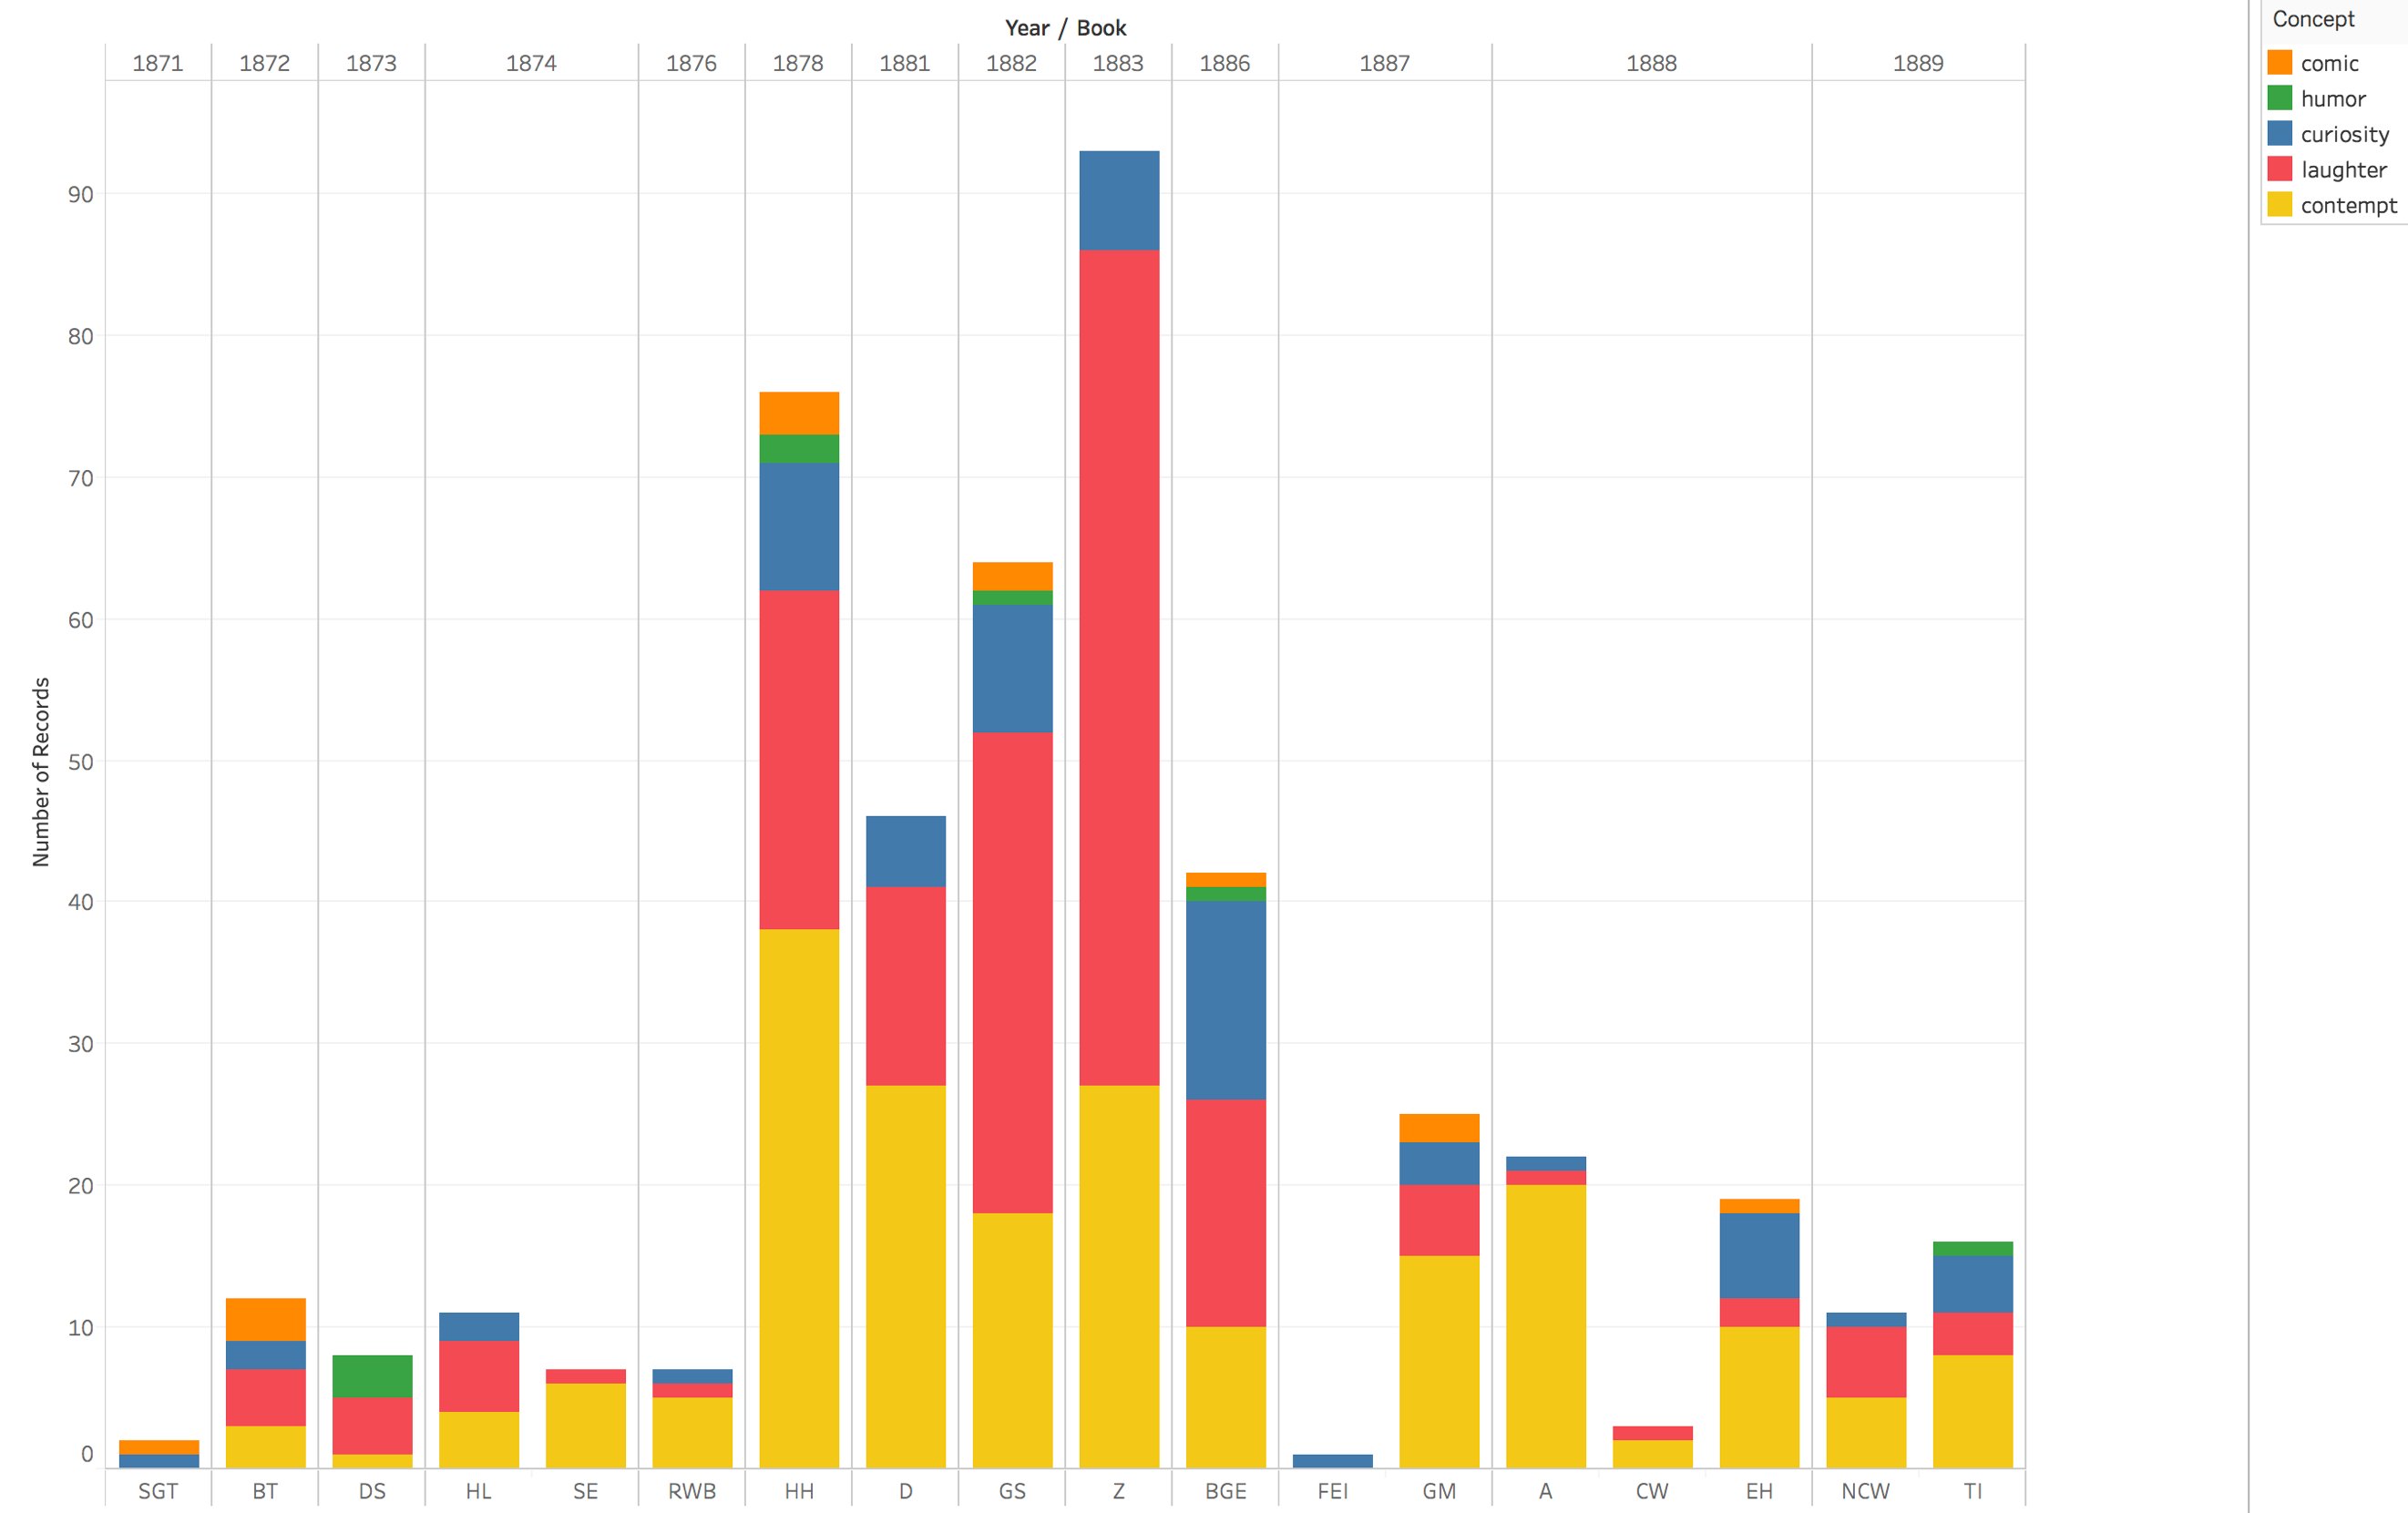 Year / Book
1871 1872 1873 1874 1876 1878 1881 1882 1883 1886 1887 1888 1889
90
80
70
60
50
40
30
20
10
0
Number of Records
SGT BT DS HL SE RWB HH D GS Z BGE FEI GM A CW EH NCW TI
Concept
comic
humor
curiosity
laughter
contempt